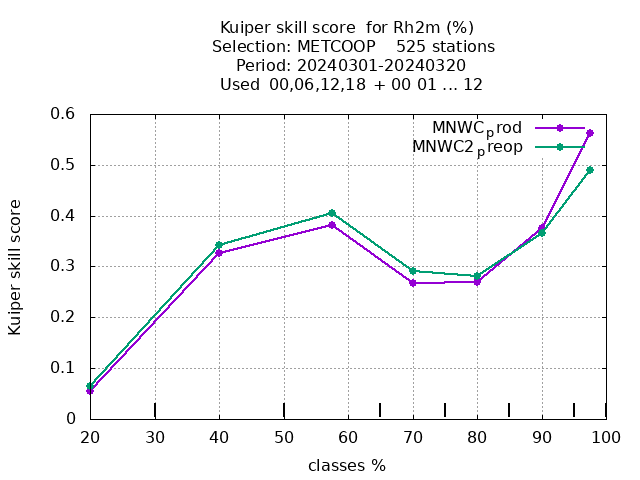 Kuiper skill score  for Rh2m (%)
Selection: METCOOP    525 stations
Period: 20240301-20240320
Used  00,06,12,18  + 00 01 ... 12
MNWCprod
MNWC2preop
0.6
0.5
0.4
0.3
0.2
0.1
0
Kuiper skill score
20 30 40 50 60 70 80 90 100
classes %